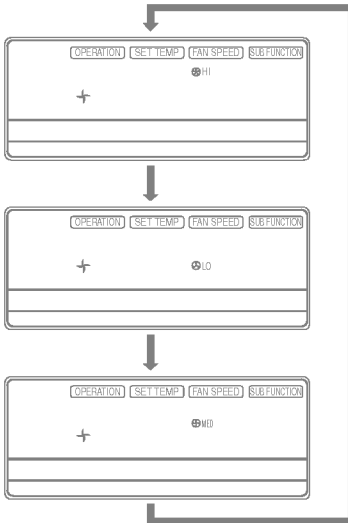 OPERATION SET TEMP FAN SPEED SUB FUNCTION
HI
OPERATION SET TEMP FAN SPEED SUB FUNCTION
LO
OPERATION SET TEMP FAN SPEED SUB FUNCTION
MED